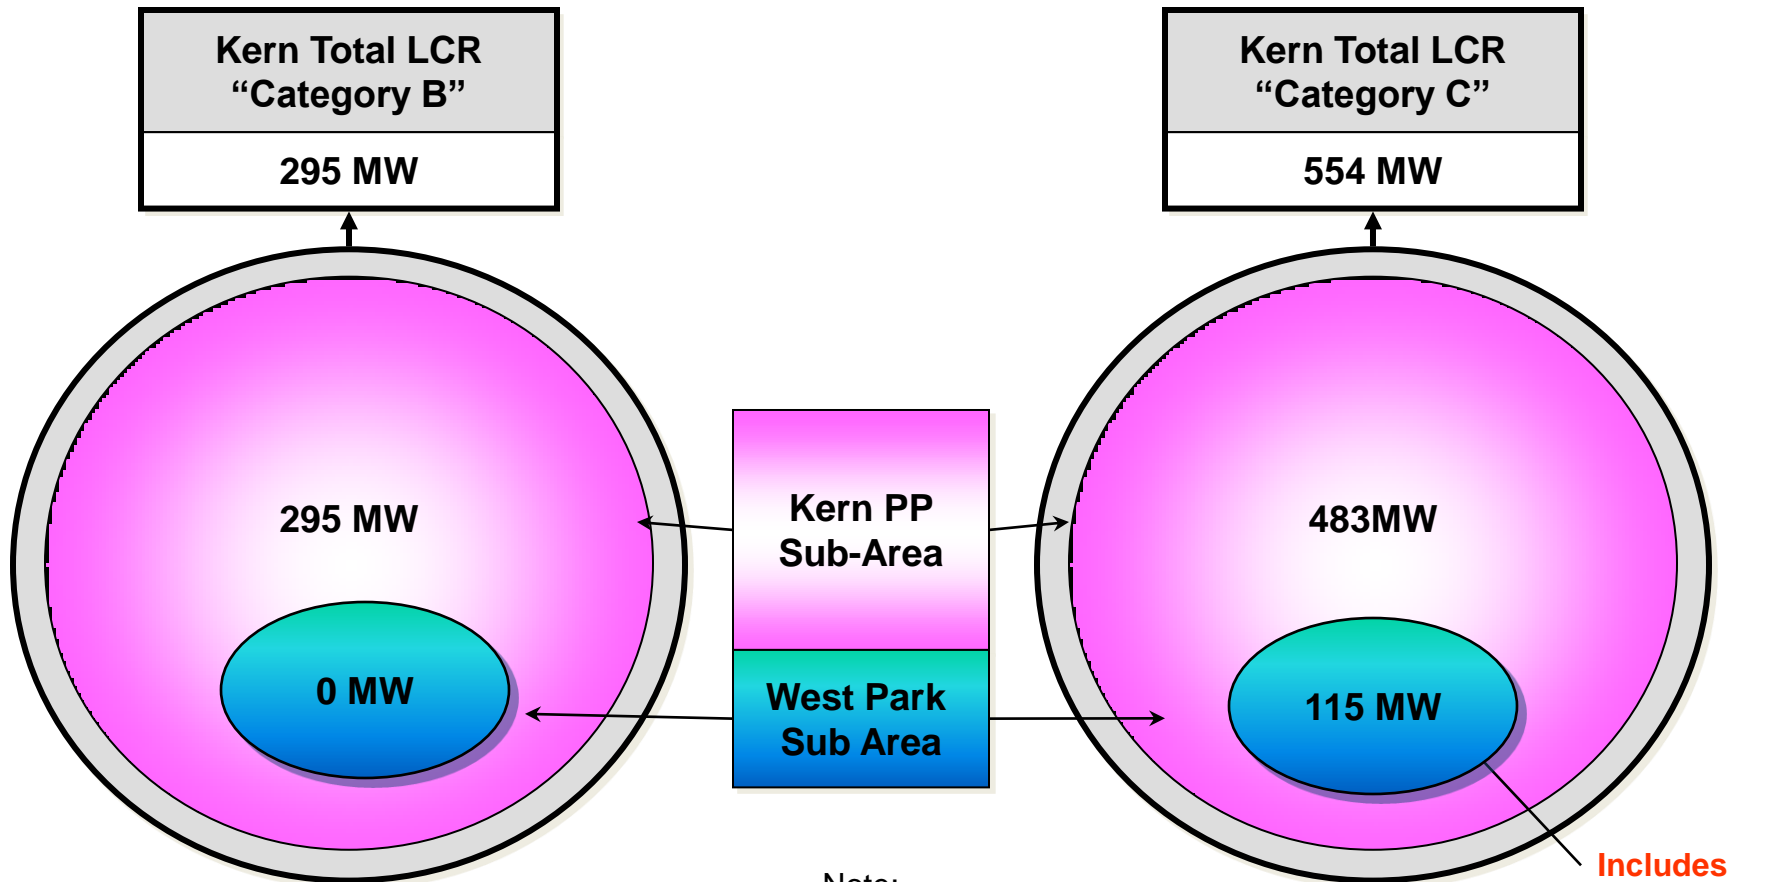 Kern Total LCR
“Category B”
295 MW
Kern Total LCR
“Category C”
554 MW
295 MW
0 MW
Kern PP
Sub-Area
West Park
Sub Area
483MW
115 MW
Includes
Note: